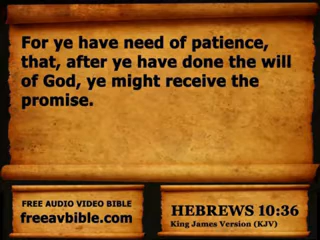 For ye have need of patience,
that, after ye have done the will
of God, ye might receive the
promise.
FREE AUDIO VIDEO BIBLE
freeavbible.com
HEBREWS 10:36
King James Version (KJV)